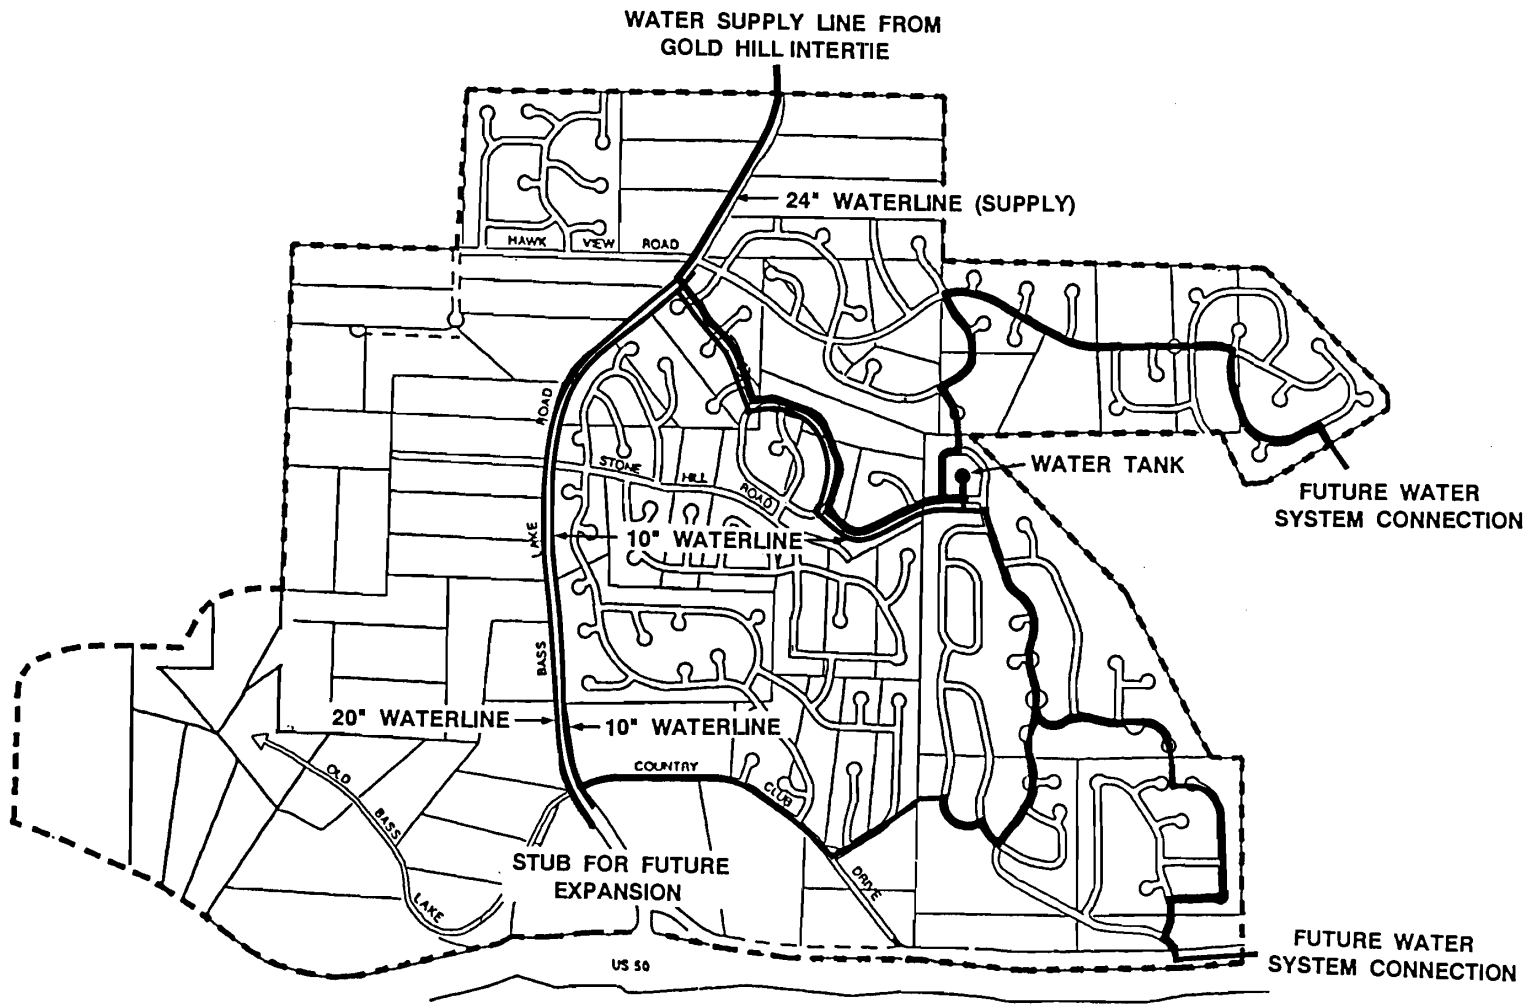 WATER SUPPLY LINE FROM
GOLD HILL INTERTIE
24" WATERLINE (SUPPLY)
HAWK VIEW ROAD
ROAD
STONE HILL ROAD
WATER TANK
FUTURE WATER
SYSTEM CONNECTION
LAKE
10" WATERLINE
BASS
20" WATERLINE
10" WATERLINE
COUNTRY
CLUB
DRIVE
OLD
BASS
LAKE
STUB FOR FUTURE
EXPANSION
FUTURE WATER
SYSTEM CONNECTION
US 50